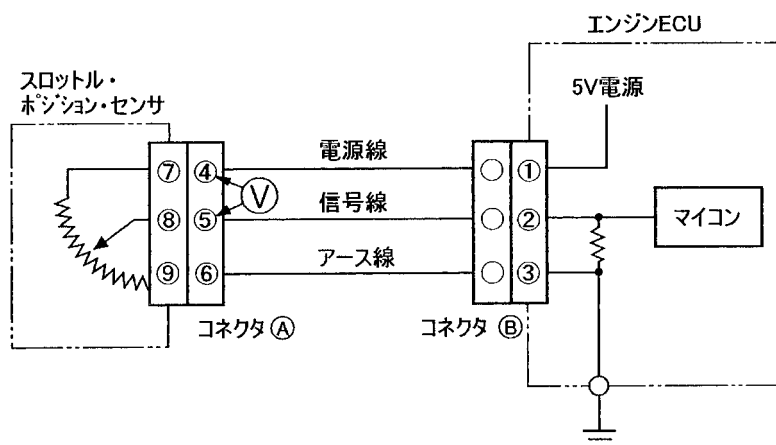 エンジンECU
スロットル・
ポジション・センサ
5V電源
電源線
信号線
アース線
マイコン
⑦ ④ ①
⑧ ⑤ Ⓥ ②
⑨ ⑥ ③
コネクタ Ⓐ
コネクタ Ⓑ